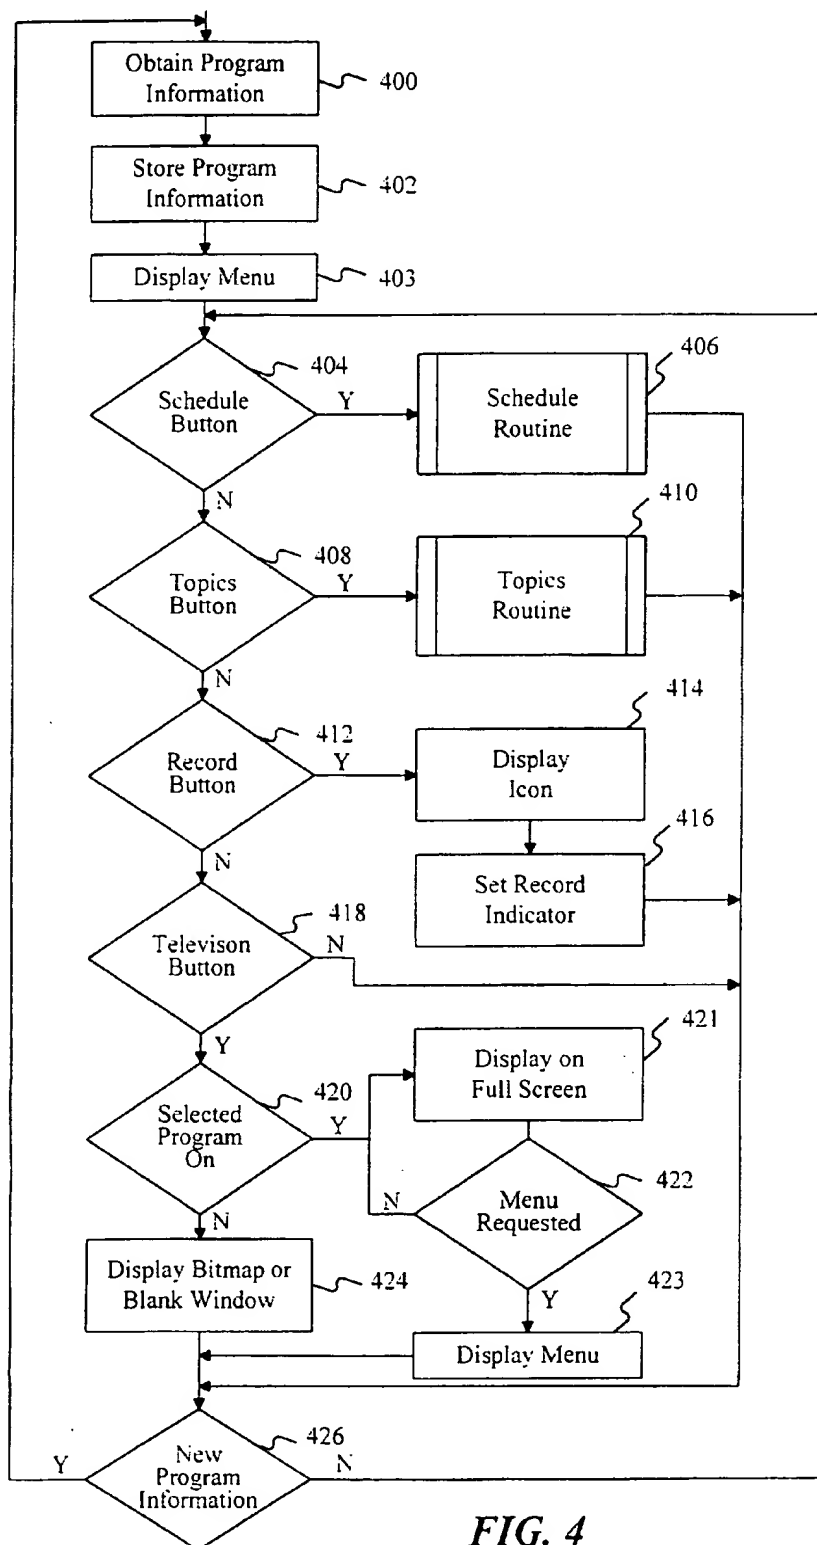 Obtain Program
Information
400
Store Program
Information
402
Display Menu
403
404
Schedule
Button
Y
N
406
Schedule
Routine
408
Topics
Button
Y
N
410
Topics
Routine
412
Record
Button
Y
N
414
Display
Icon
416
Set Record
Indicator
418
Televison
Button
N
Y
420
Selected
Program
On
Y
N
421
Display on
Full Screen
422
Menu
Requested
N
Y
424
Display Bitmap or
Blank Window
423
Display Menu
426
New
Program
Information
Y
N
FIG. 4